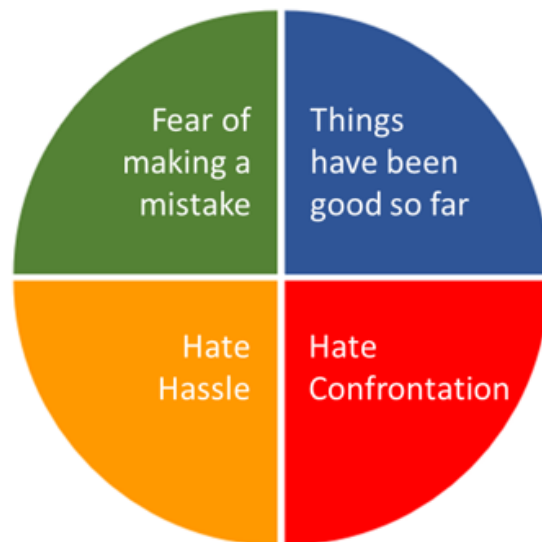 Fear of
making a
mistake
Things
have been
good so far
Hate
Hassle
Hate
Confrontation